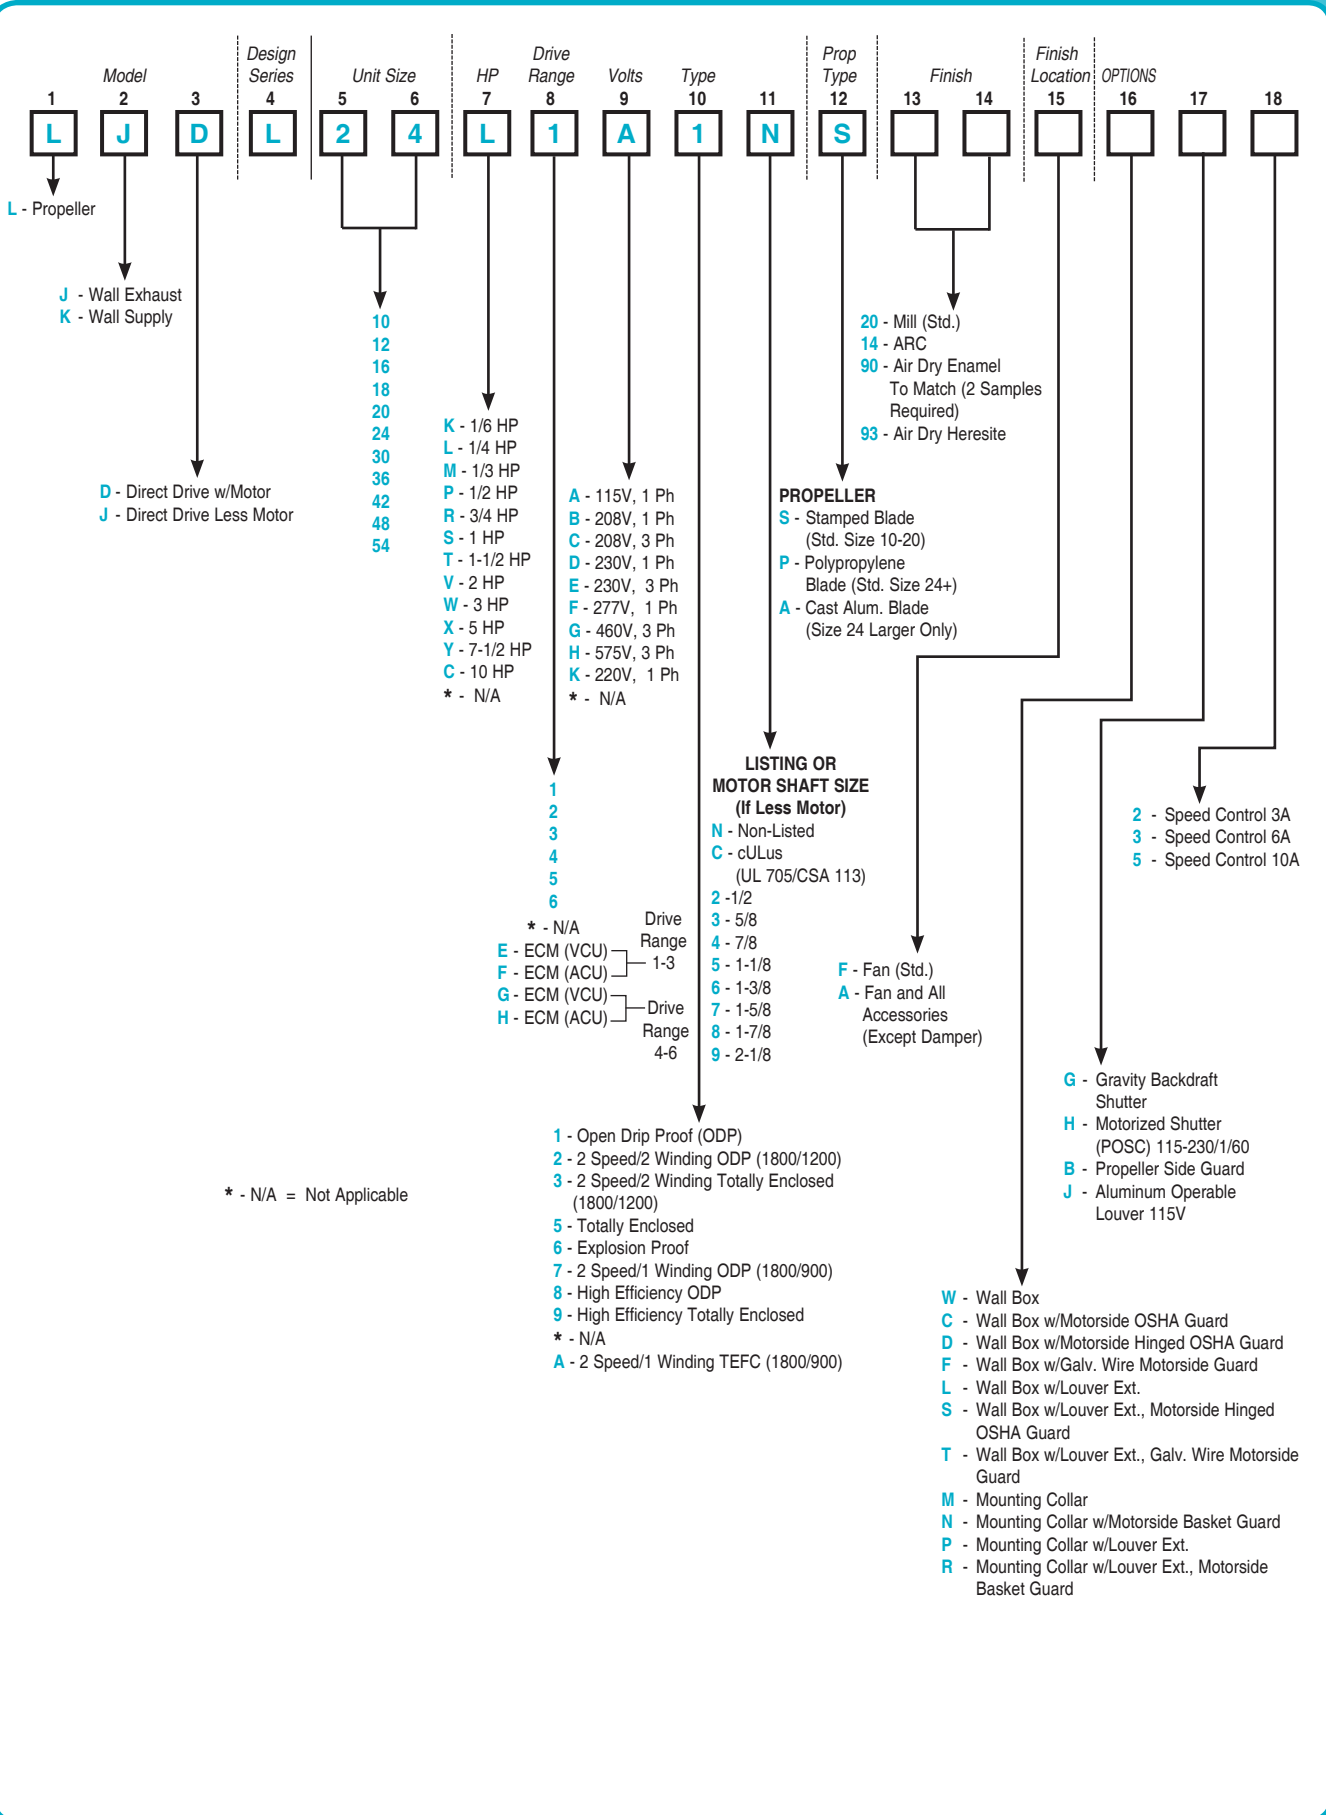 Model
Design
Series
Unit Size
HP
Drive
Range
Volts
Type
Prop
Type
Finish
Finish
Location
OPTIONS
1 2 3 4 5 6 7 8 9 10 11 12 13 14 15 16 17 18
L J D L 2 4 L 1 A 1 N S
L - Propeller
J - Wall Exhaust
K - Wall Supply
D - Direct Drive w/Motor
J - Direct Drive Less Motor
10
12
16
18
20
24
30
36
42
48
54
K - 1/6 HP
L - 1/4 HP
M - 1/3 HP
P - 1/2 HP
R - 3/4 HP
S - 1 HP
T - 1-1/2 HP
V - 2 HP
W - 3 HP
X - 5 HP
Y - 7-1/2 HP
C - 10 HP
* - N/A
1
2
3
4
5
6
* - N/A
E - ECM (VCU)
F - ECM (ACU)
Drive
Range
1-3
G - ECM (VCU)
H - ECM (ACU)
Drive
Range
4-6
A - 115V, 1 Ph
B - 208V, 1 Ph
C - 208V, 3 Ph
D - 230V, 1 Ph
E - 230V, 3 Ph
F - 277V, 1 Ph
G - 460V, 3 Ph
H - 575V, 3 Ph
K - 220V, 1 Ph
* - N/A
1 - Open Drip Proof (ODP)
2 - 2 Speed/2 Winding ODP (1800/1200)
3 - 2 Speed/2 Winding Totally Enclosed
(1800/1200)
5 - Totally Enclosed
6 - Explosion Proof
7 - 2 Speed/1 Winding ODP (1800/900)
8 - High Efficiency ODP
9 - High Efficiency Totally Enclosed
* - N/A
A - 2 Speed/1 Winding TEFC (1800/900)
LISTING OR
MOTOR SHAFT SIZE
(If Less Motor)
N - Non-Listed
C - cULus
(UL 705/CSA 113)
2 -1/2
3 - 5/8
4 - 7/8
5 - 1-1/8
6 - 1-3/8
7 - 1-5/8
8 - 1-7/8
9 - 2-1/8
PROPELLER
S - Stamped Blade
(Std. Size 10-20)
P - Polypropylene
Blade (Std. Size 24+)
A - Cast Alum. Blade
(Size 24 Larger Only)
20 - Mill (Std.)
14 - ARC
90 - Air Dry Enamel
To Match (2 Samples
Required)
93 - Air Dry Heresite
F - Fan (Std.)
A - Fan and All
Accessories
(Except Damper)
W - Wall Box
C - Wall Box w/Motorside OSHA Guard
D - Wall Box w/Motorside Hinged OSHA Guard
F - Wall Box w/Galv. Wire Motorside Guard
L - Wall Box w/Louver Ext.
S - Wall Box w/Louver Ext., Motorside Hinged
OSHA Guard
T - Wall Box w/Louver Ext., Galv. Wire Motorside
Guard
M - Mounting Collar
N - Mounting Collar w/Motorside Basket Guard
P - Mounting Collar w/Louver Ext.
R - Mounting Collar w/Louver Ext., Motorside
Basket Guard
G - Gravity Backdraft
Shutter
H - Motorized Shutter
(POSC) 115-230/1/60
B - Propeller Side Guard
J - Aluminum Operable
Louver 115V
2 - Speed Control 3A
3 - Speed Control 6A
5 - Speed Control 10A
* - N/A = Not Applicable